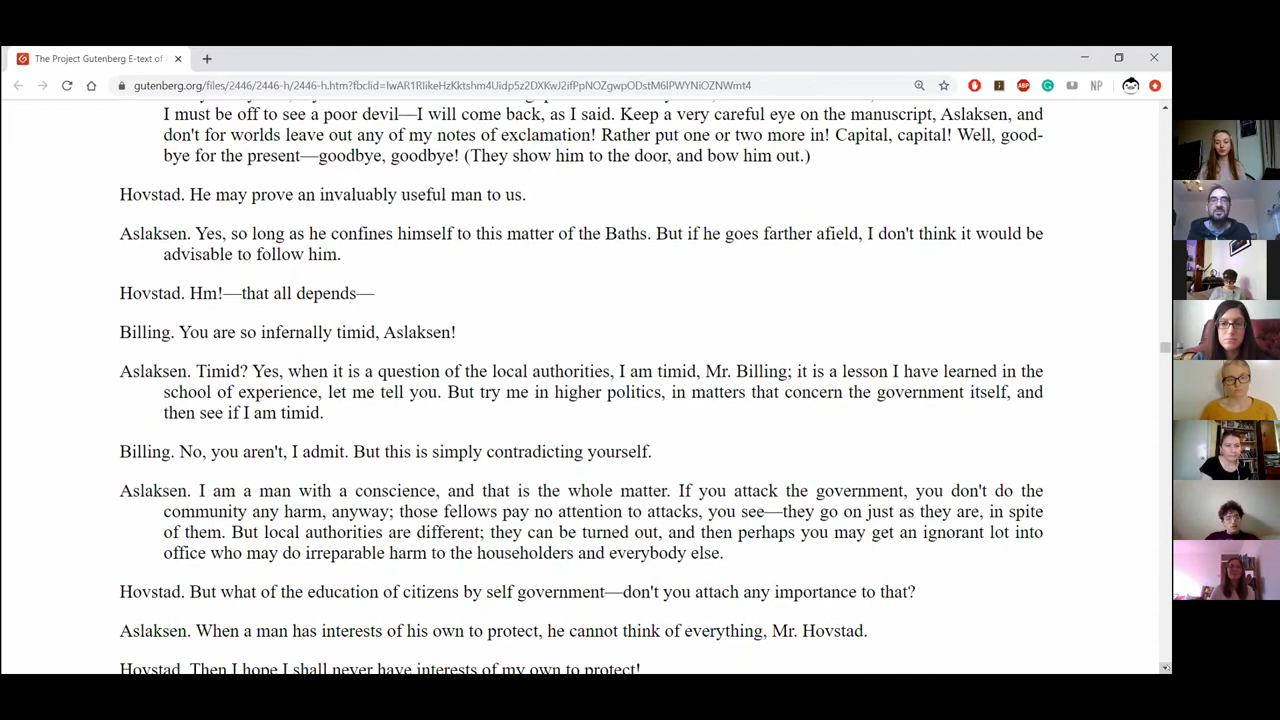 The Project Gutenberg E-text of
gutenberg.org/files/2446/2446-h/2446-h.htm?fbclid=IwAR1RIikeHzKktshm4Uidp5z2DXKwJ2ifPpNOZgwpODstM6lPWYNiOZNWmt4
ABP
NP
I must be off to see a poor devil—I will come back, as I said. Keep a very careful eye on the manuscript, Aslaksen, and
don't for worlds leave out any of my notes of exclamation! Rather put one or two more in! Capital, capital! Well, good-
bye for the present—goodbye, goodbye! (They show him to the door, and bow him out.)
Hovstad. He may prove an invaluably useful man to us.
Aslaksen. Yes, so long as he confines himself to this matter of the Baths. But if he goes farther afield, I don't think it would be
advisable to follow him.
Hovstad. Hm!—that all depends—
Billing. You are so infernally timid, Aslaksen!
Aslaksen. Timid? Yes, when it is a question of the local authorities, I am timid, Mr. Billing; it is a lesson I have learned in the
school of experience, let me tell you. But try me in higher politics, in matters that concern the government itself, and
then see if I am timid.
Billing. No, you aren't, I admit. But this is simply contradicting yourself.
Aslaksen. I am a man with a conscience, and that is the whole matter. If you attack the government, you don't do the
community any harm, anyway; those fellows pay no attention to attacks, you see—they go on just as they are, in spite
of them. But local authorities are different; they can be turned out, and then perhaps you may get an ignorant lot into
office who may do irreparable harm to the householders and everybody else.
Hovstad. But what of the education of citizens by self government—don't you attach any importance to that?
Aslaksen. When a man has interests of his own to protect, he cannot think of everything, Mr. Hovstad.
Hovstad. Then I hope I shall never have interests of my own to protect!